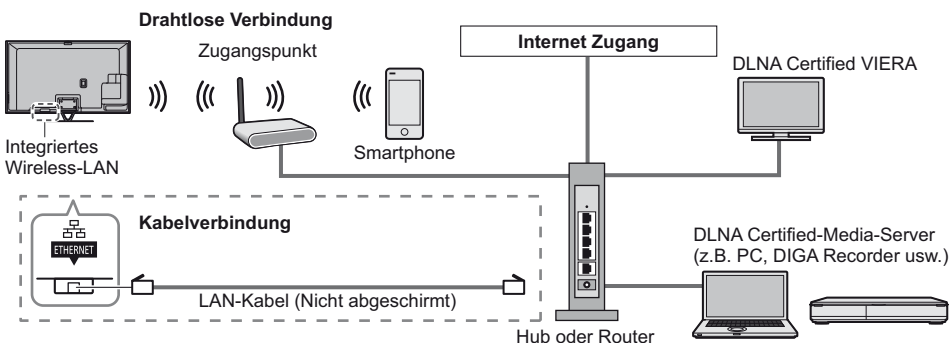 Drahtlose Verbindung
Zugangspunkt
Internet Zugang
DLNA Certified VIERA
Integriertes
Wireless-LAN
Smartphone
Kabelverbindung
ETHERNET
DLNA Certified-Media-Server
(z.B. PC, DIGA Recorder usw.)
LAN-Kabel (Nicht abgeschirmt)
Hub oder Router